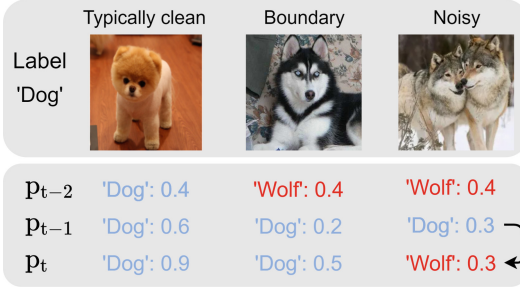 Typically clean Boundary Noisy
Label
'Dog'
p_{t−2} 'Dog': 0.4 'Wolf': 0.4 'Wolf': 0.4
p_{t−1} 'Dog': 0.6 'Dog': 0.2 'Dog': 0.3
p_t 'Dog': 0.9 'Dog': 0.5 'Wolf': 0.3